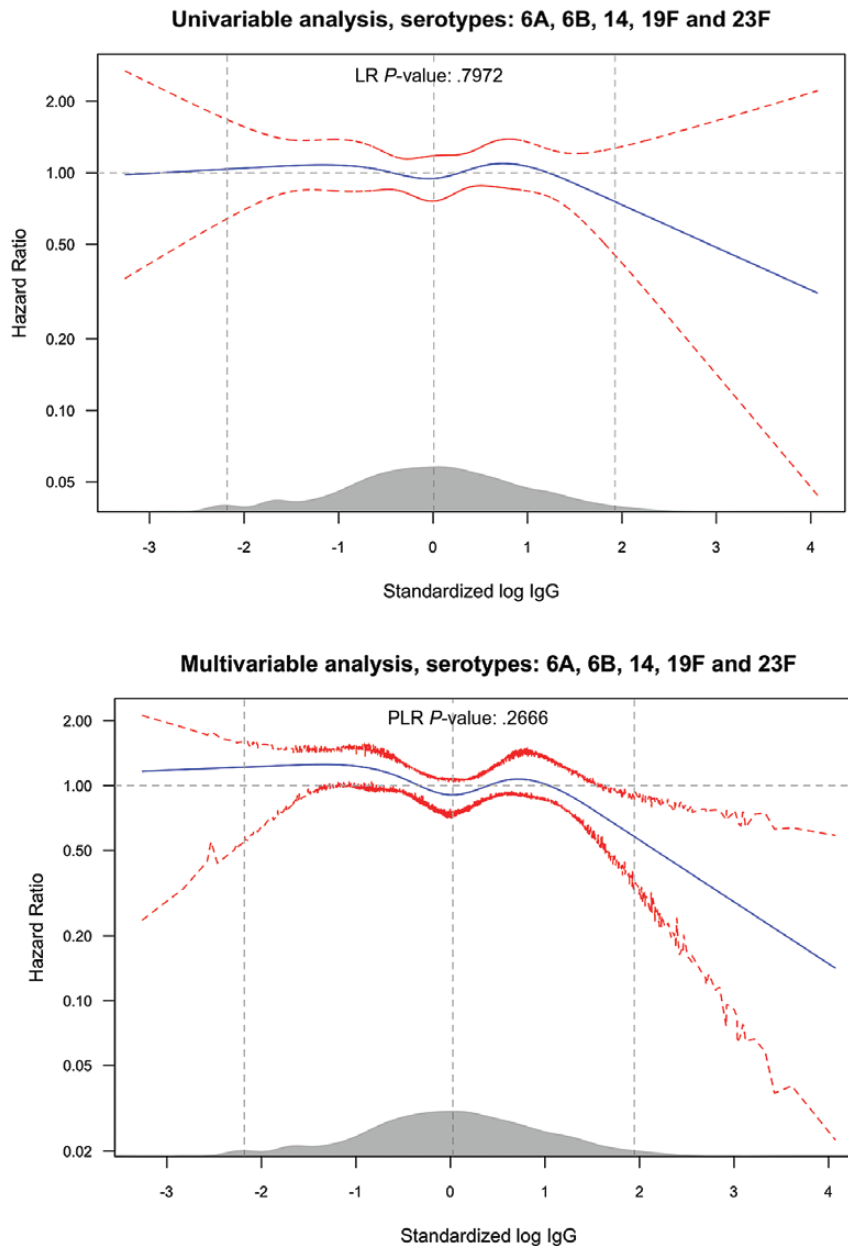 Univariable analysis, serotypes: 6A, 6B, 14, 19F and 23F
LR P-value: .7972
2.00
1.00
0.50
0.20
0.10
0.05
Hazard Ratio
-3 -2 -1 0 1 2 3 4
Standardized log IgG
Multivariable analysis, serotypes: 6A, 6B, 14, 19F and 23F
PLR P-value: .2666
2.00
1.00
0.50
0.20
0.10
0.05
0.02
Hazard Ratio
-3 -2 -1 0 1 2 3 4
Standardized log IgG